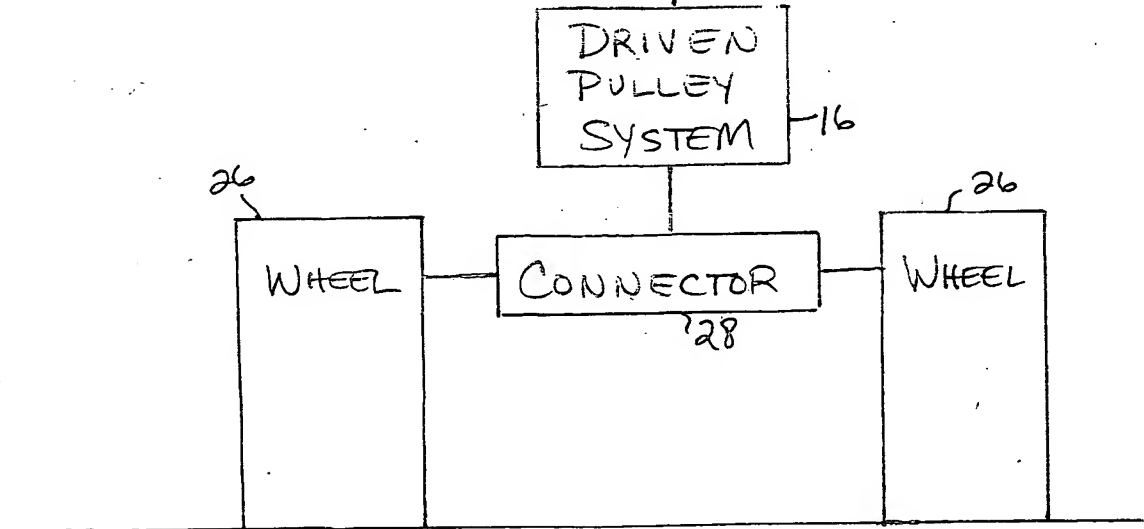 DRIVEN
PULLEY
SYSTEM
16
26
26
WHEEL
CONNECTOR
WHEEL
28